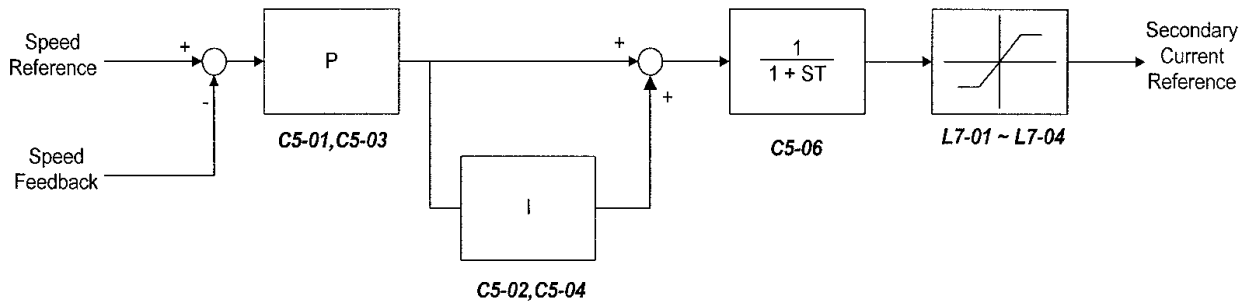 Speed
Reference
+
-
P
C5-01,C5-03
Speed
Feedback
I
C5-02,C5-04
+
+
1
1 + ST
C5-06
L7-01 ~ L7-04
Secondary
Current
Reference